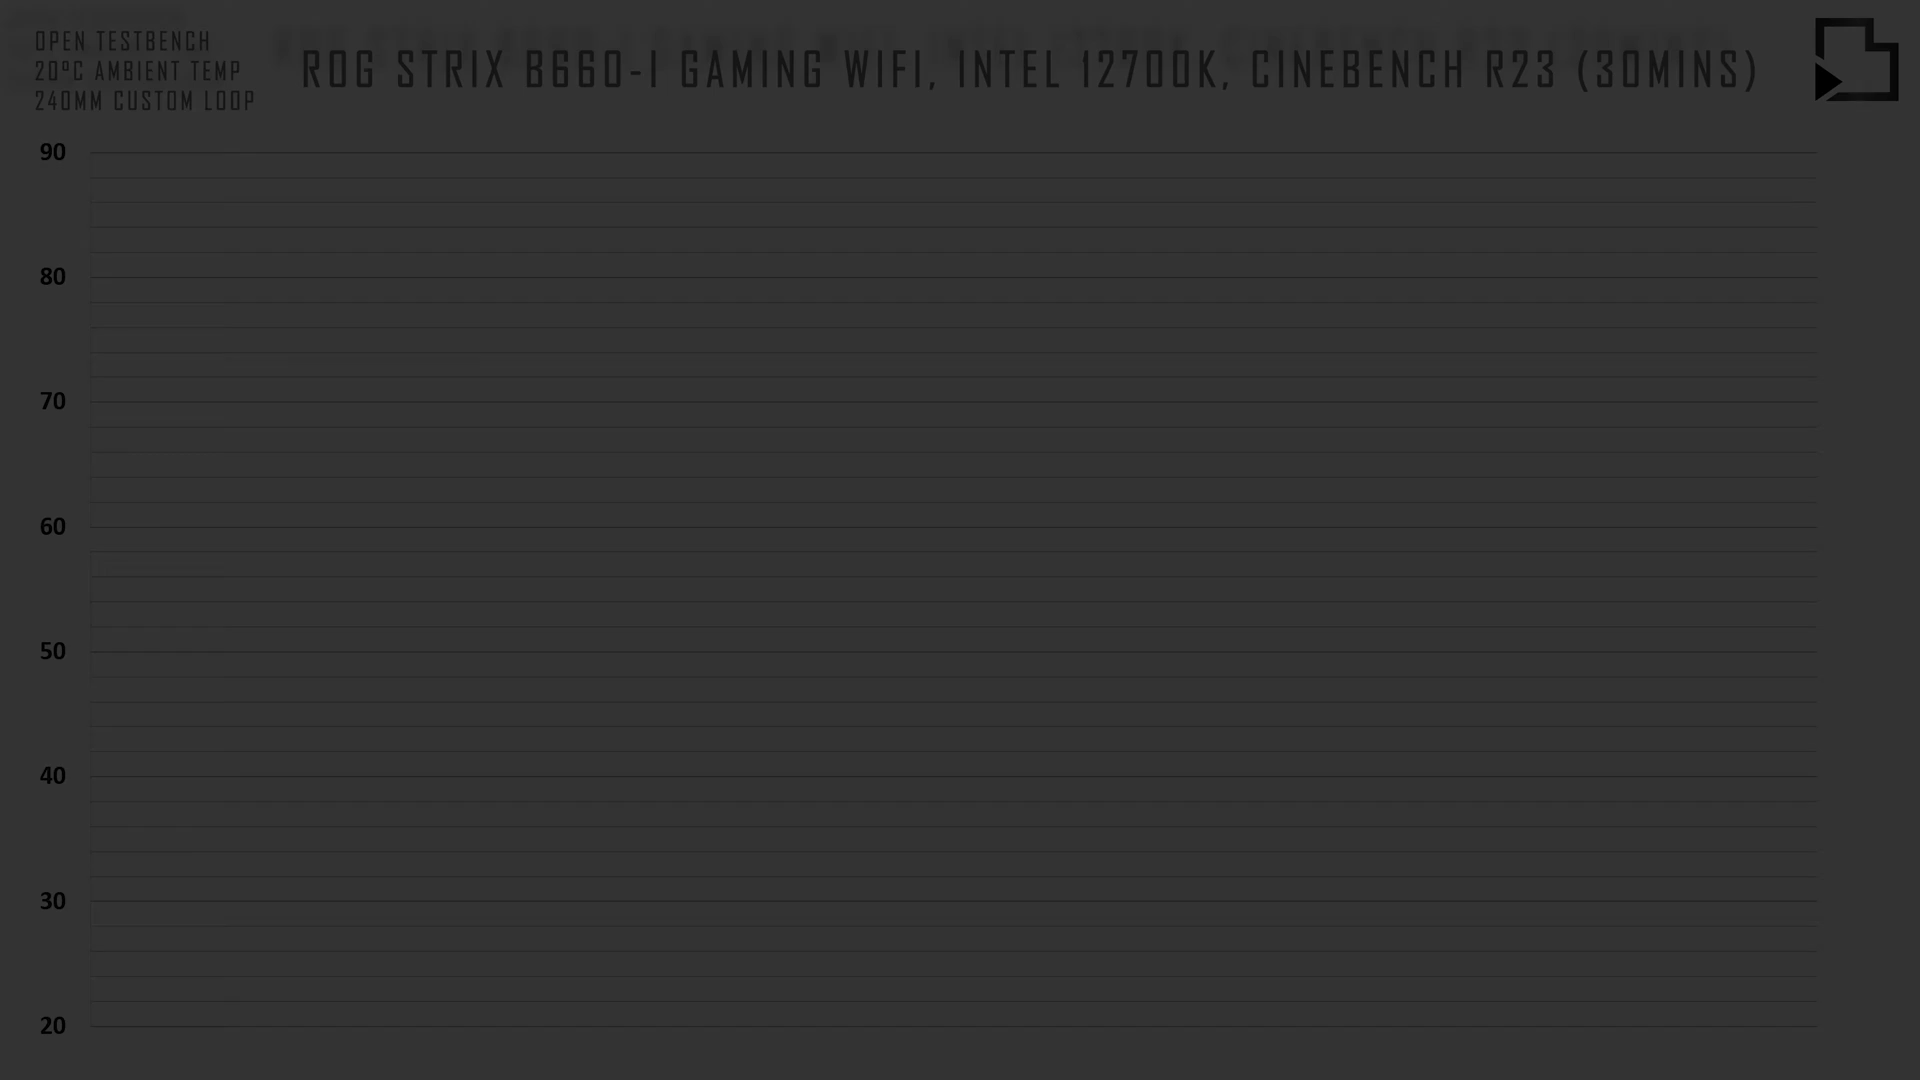 OPEN TESTBENCH
20°C AMBIENT TEMP
240MM CUSTOM LOOP
ROG STRIX B660-I GAMING WIFI, INTEL 12700K, CINEBENCH R23 (30MINS)
90
80
70
60
50
40
30
20